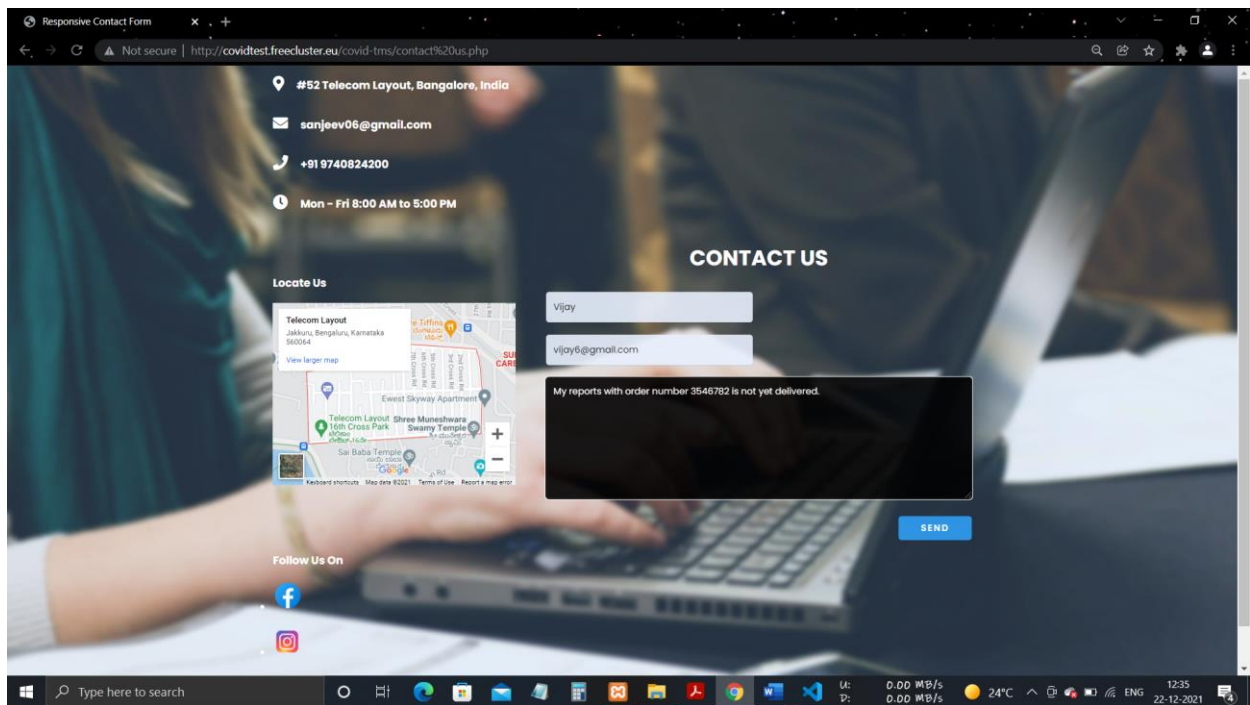 Responsive Contact Form
Not secure | http://covidtest.freecluster.eu/covid-tms/contact%20us.php
#52 Telecom Layout, Bangalore, India
sanjeev06@gmail.com
+91 9740824200
Mon - Fri 8:00 AM to 5:00 PM
CONTACT US
Locate Us
Telecom Layout
Jakkuru, Bengaluru, Karnataka
560064
View larger map
Ewest Skyway Apartment
Telecom Layout
16th Cross Park
Shree Muneshwara
Swamy Temple
Sai Baba Temple
Google
Keyboard shortcuts Map data ©2021 Terms of Use Report a map error
Vijay
vijay6@gmail.com
My reports with order number 3546782 is not yet delivered.
SEND
Follow Us On
Type here to search
U: 0.00 MB/s
D: 0.00 MB/s
24°C
ENG
12:35
22-12-2021